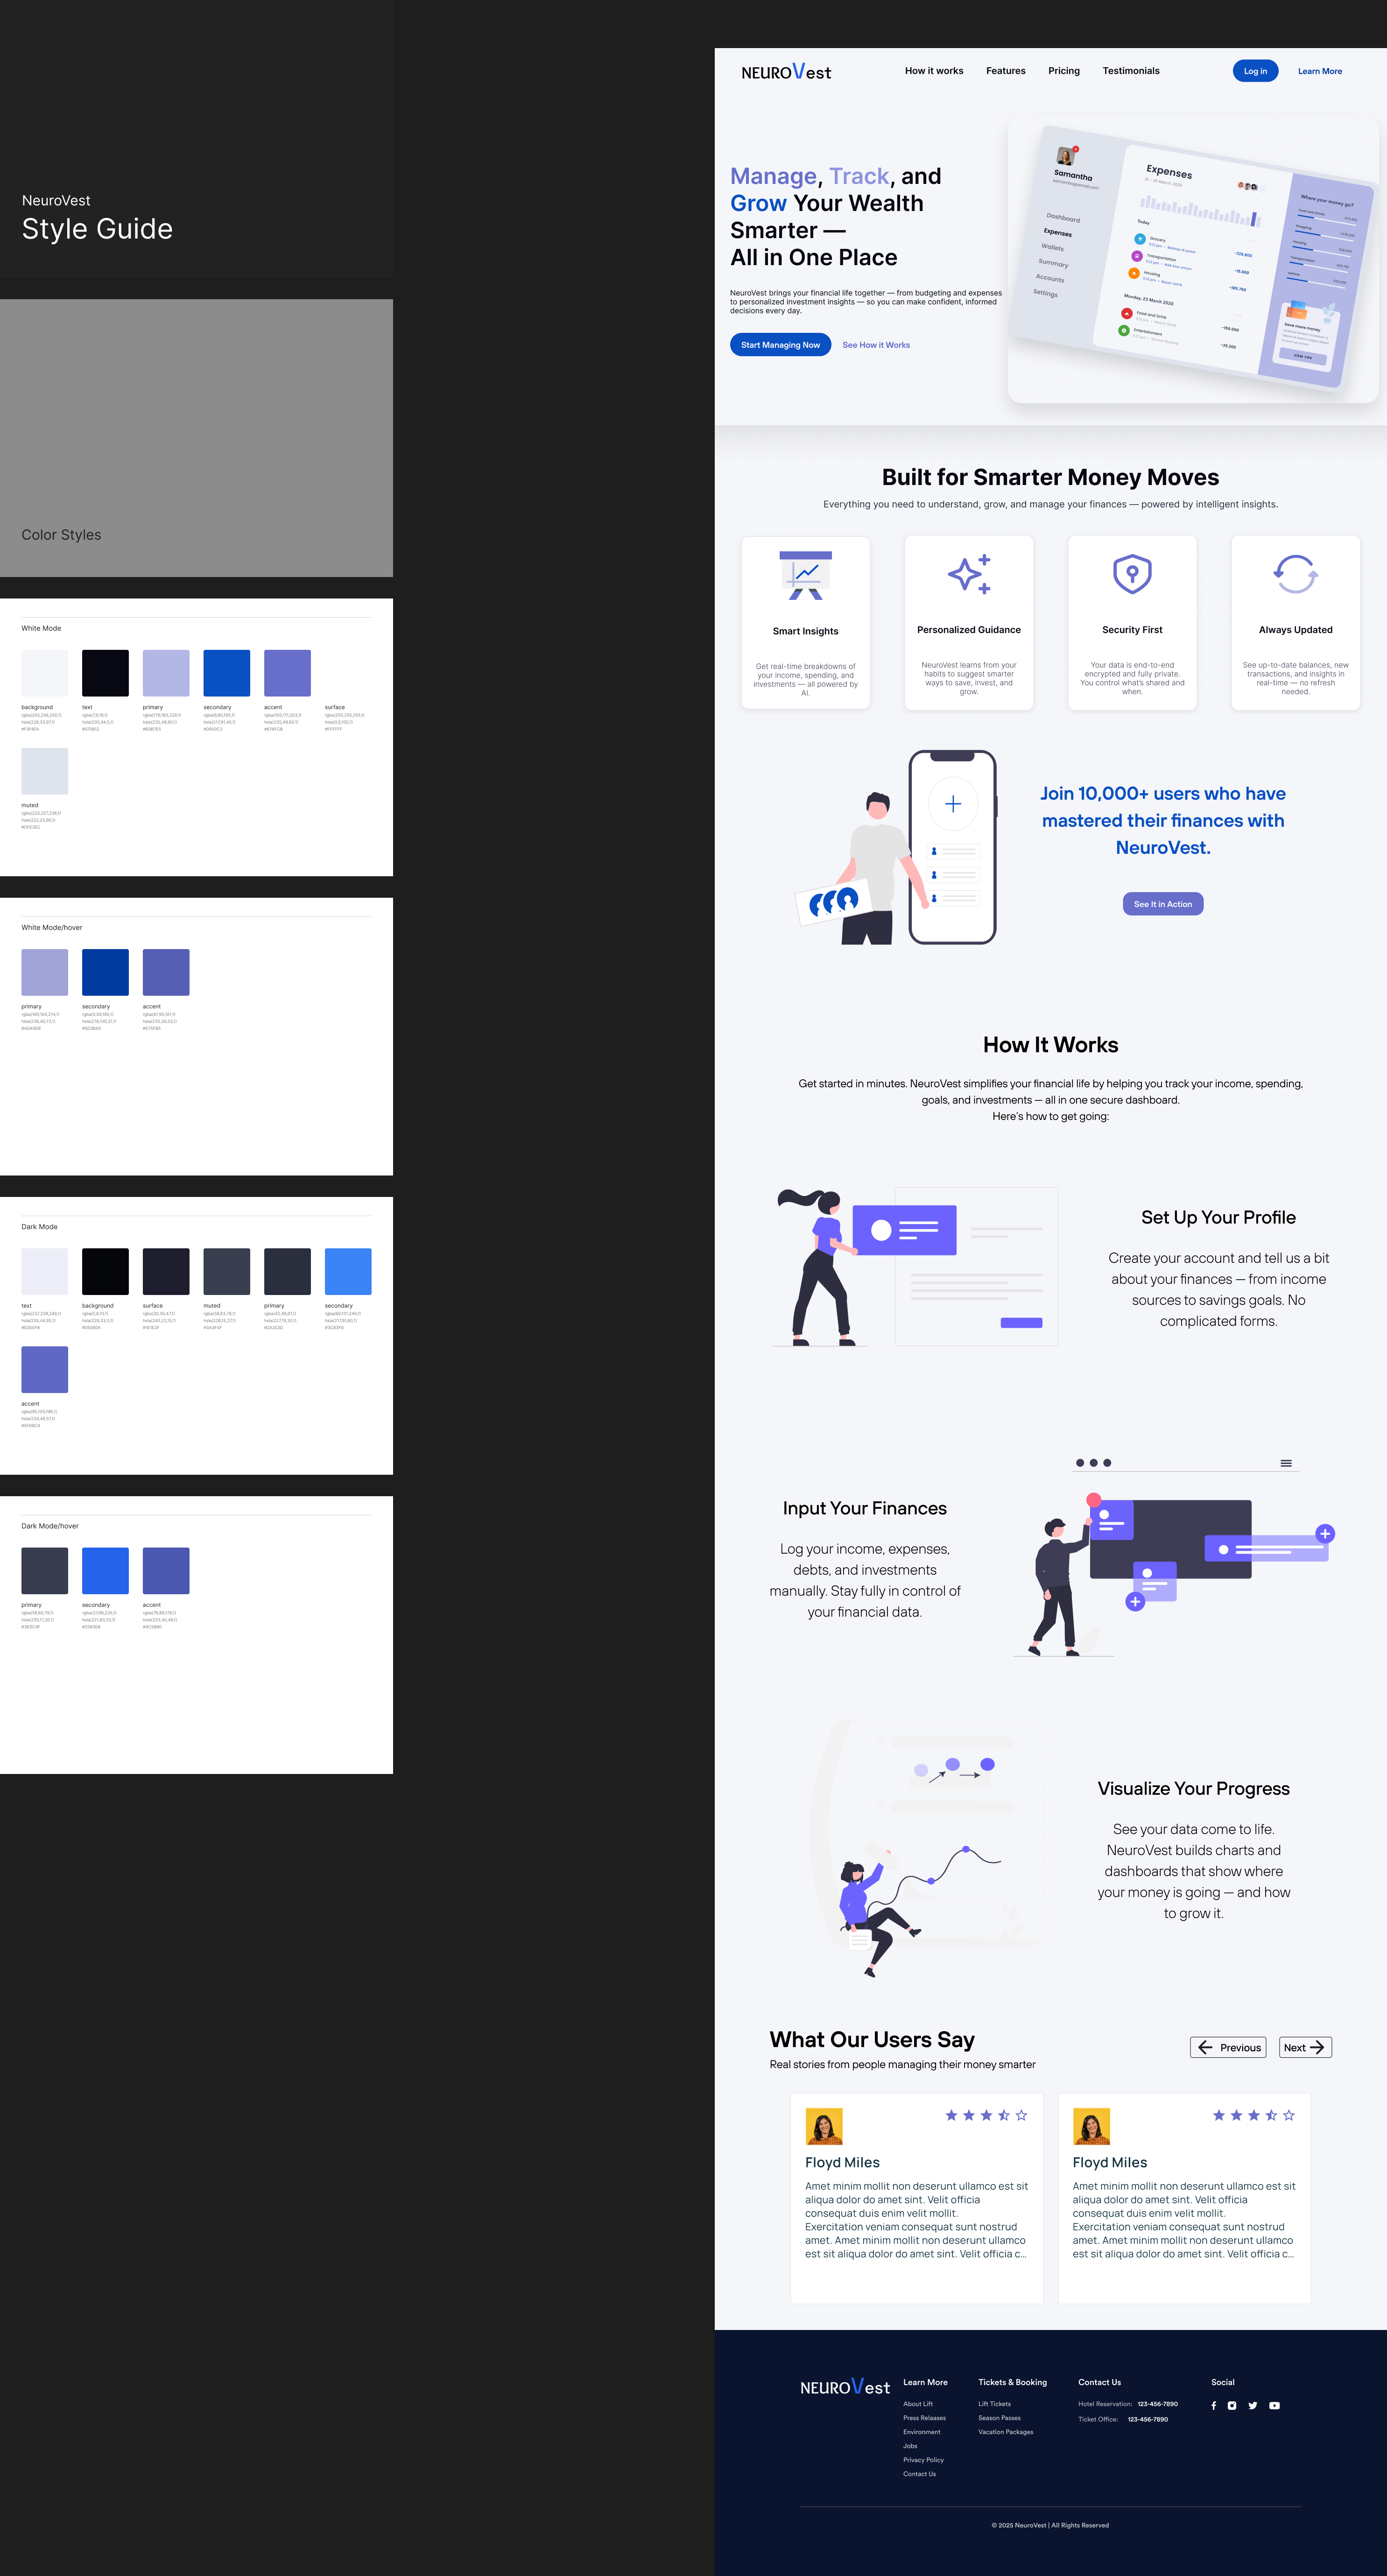 NeuroVest
Style Guide
Color Styles
White Mode
background
text
primary
secondary
accent
surface
#F5F6FA
#070812
#B3B7E5
#0850C3
#676FCB
#FFFFFF
muted
White Mode/hover
primary
secondary
accent
Dark Mode
text
background
surface
muted
primary
secondary
accent
Dark Mode/hover
primary
secondary
accent
NEUROVest
How it works
Features
Pricing
Testimonials
Log in
Learn More
Manage, Track, and
Grow Your Wealth
Smarter —
All in One Place
NeuroVest brings your financial life together — from budgeting and expenses
to personalized investment insights — so you can make confident, informed
decisions every day.
Start Managing Now
See How it Works
Samantha
Dashboard
Expenses
Wallets
Summary
Accounts
Settings
Expenses
Today
Grocery
Transportation
Housing
Monday, 23 March 2020
Food and Drink
Entertainment
Where your money go?
Save more money
VIEW TIPS
Built for Smarter Money Moves
Everything you need to understand, grow, and manage your finances — powered by intelligent insights.
Smart Insights
Get real-time breakdowns of
your income, spending, and
investments — all powered by
AI.
Personalized Guidance
NeuroVest learns from your
habits to suggest smarter
ways to save, invest, and
grow.
Security First
Your data is end-to-end
encrypted and fully private.
You control what's shared and
when.
Always Updated
See up-to-date balances, new
transactions, and insights in
real-time — no refresh
needed.
Join 10,000+ users who have
mastered their finances with
NeuroVest.
See It in Action
How It Works
Get started in minutes. NeuroVest simplifies your financial life by helping you track your income, spending,
goals, and investments — all in one secure dashboard.
Here's how to get going:
Set Up Your Profile
Create your account and tell us a bit
about your finances — from income
sources to savings goals. No
complicated forms.
Input Your Finances
Log your income, expenses,
debts, and investments
manually. Stay fully in control of
your financial data.
Visualize Your Progress
See your data come to life.
NeuroVest builds charts and
dashboards that show where
your money is going — and how
to grow it.
What Our Users Say
Real stories from people managing their money smarter
Previous
Next
Floyd Miles
Amet minim mollit non deserunt ullamco est sit
aliqua dolor do amet sint. Velit officia
consequat duis enim velit mollit.
Exercitation veniam consequat sunt nostrud
amet. Amet minim mollit non deserunt ullamco
est sit aliqua dolor do amet sint. Velit officia c...
Floyd Miles
Amet minim mollit non deserunt ullamco est sit
aliqua dolor do amet sint. Velit officia
consequat duis enim velit mollit.
Exercitation veniam consequat sunt nostrud
amet. Amet minim mollit non deserunt ullamco
est sit aliqua dolor do amet sint. Velit officia c...
NEUROVest
Learn More
About Lift
Press Relaases
Environment
Jobs
Privacy Policy
Contact Us
Tickets & Booking
Lift Tickets
Season Passes
Vacation Packages
Contact Us
Hotel Reservation: 123-456-7890
Ticket Office: 123-456-7890
Social
© 2025 NeuroVest | All Rights Reserved